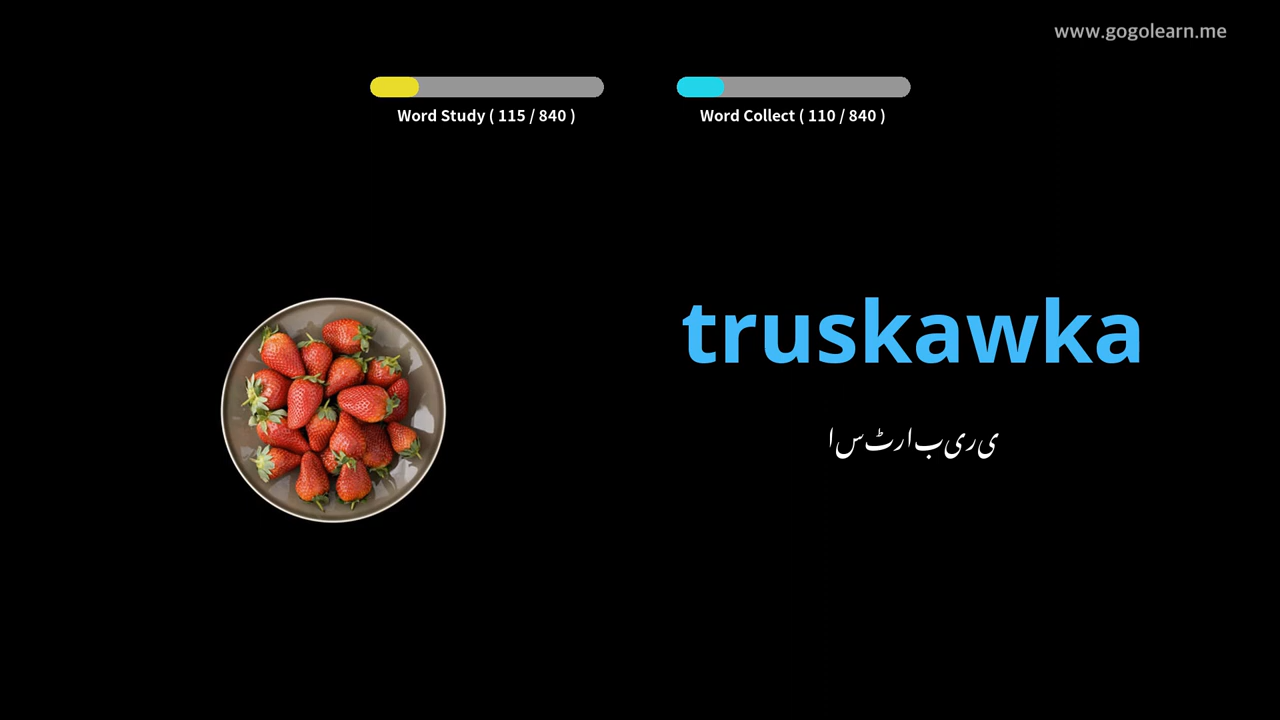 www.gogolearn.me
Word Study ( 115 / 840 )
Word Collect ( 110 / 840 )
truskawka
اسٹرابیری